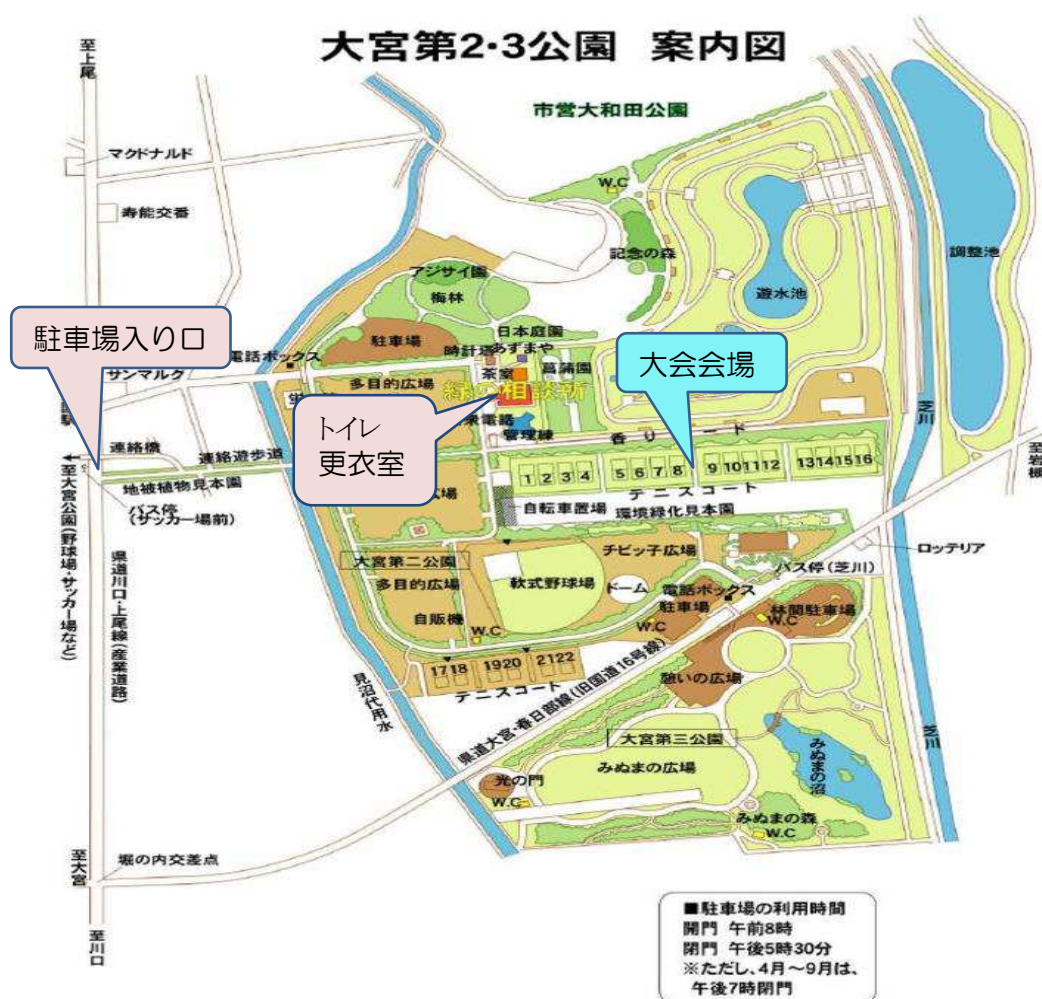 大宮第2・3公園 案内図
至上尾
市営大和田公園
マクドナルド
寿能交番
W.C
記念の森
調整池
遊水池
アジサイ園
梅林
駐車場入り口
駐車場
日本庭園
時計塔
あずまや
電話ボックス
大会会場
サンマルク
多目的広場
茶室
菖蒲園
緑の相談所
トイレ
更衣室
管理棟
芝川
連絡橋
連絡遊歩道
至岩槻
地被植物見本園
1 2 3 4
5 6 7 8
9 10 11 12
13 14 15 16
テニスコート
バス停
(サッカー場前)
至大宮公園(野球場・サッカー場など)
自転車置場
環境緑化見本園
ロッテリア
県道川口・上尾線(産業道路)
大宮第二公園
チビッ子広場
バス停(芝川)
多目的広場
軟式野球場
ドーム
電話ボックス
駐車場
林間駐車場
自販機
W.C
W.C
W.C
17 18
19 20
21 22
テニスコート
憩いの広場
見沼代用水
県道大宮・春日部線(旧国道16号線)
大宮第三公園
みぬまの広場
みぬまの沼
芝川
光の門
W.C
みぬまの森
W.C
至大宮
堀の内交差点
至川口
■駐車場の利用時間
開門 午前8時
閉門 午後5時30分
※ただし、4月～9月は、
午後7時閉門